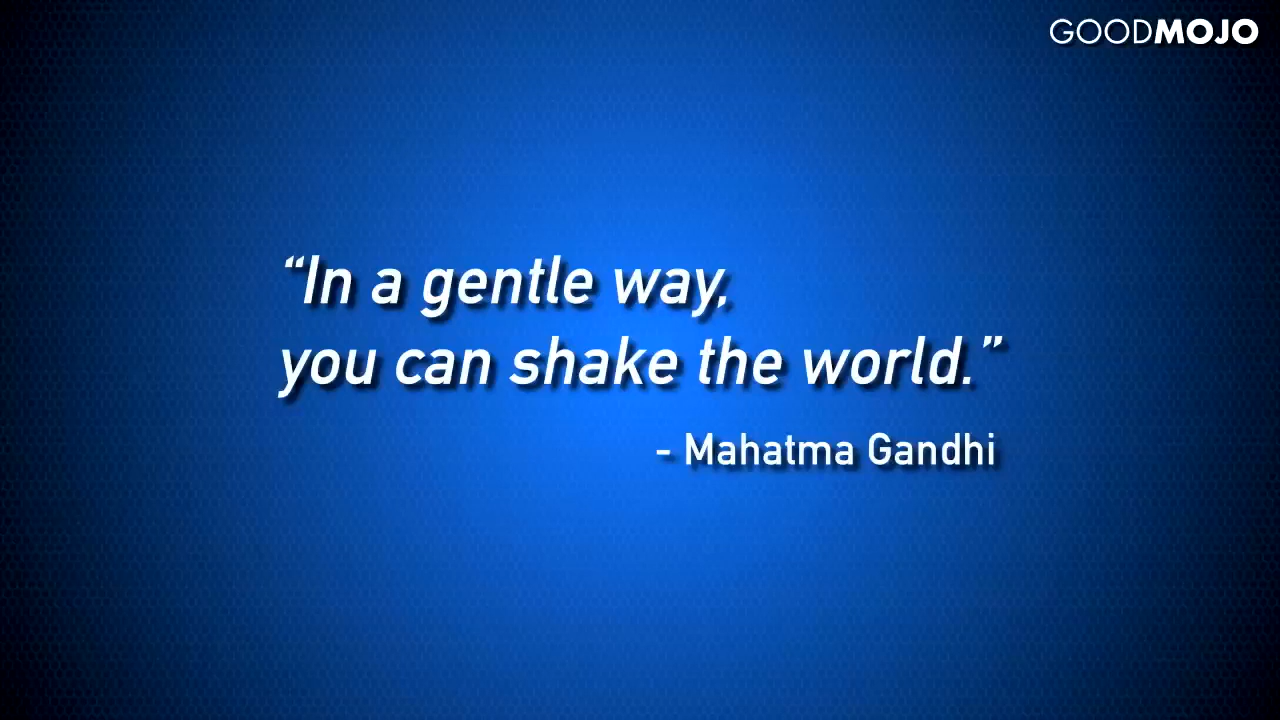 GOODMOJO
“In a gentle way,
you can shake the world.”
- Mahatma Gandhi